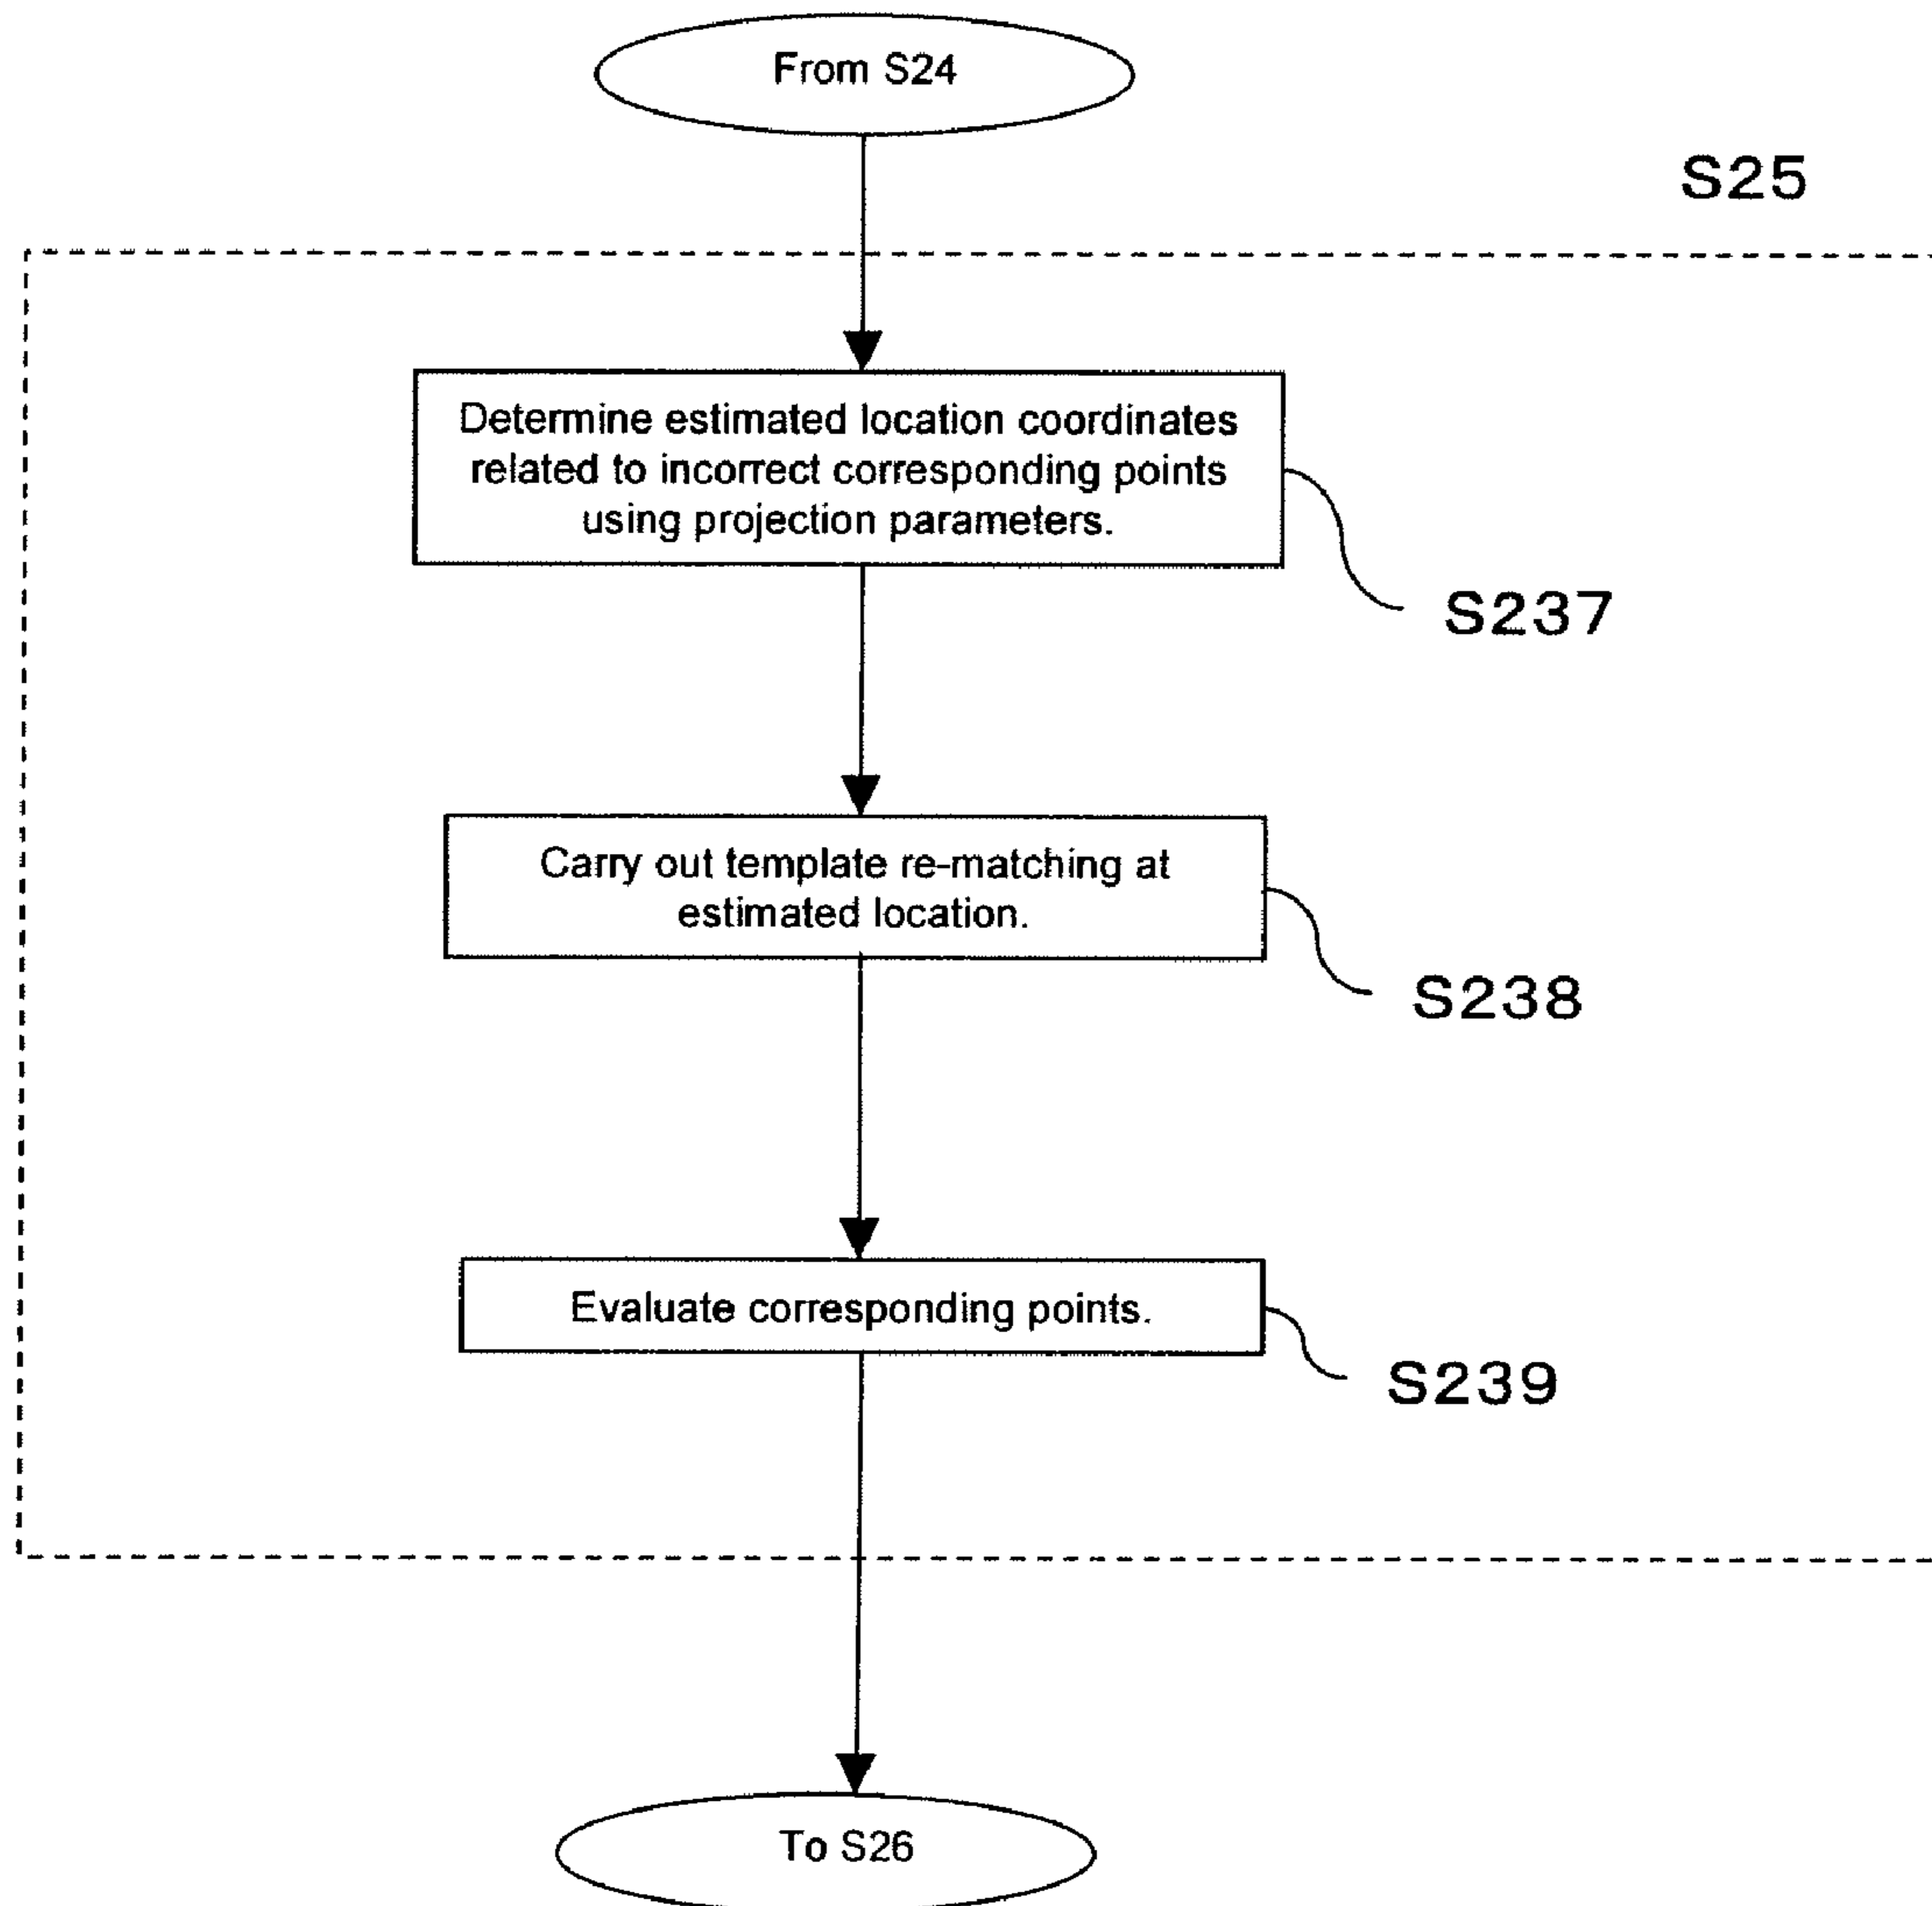 From S24
S25
Determine estimated location coordinates
related to incorrect corresponding points
using projection parameters.
S237
Carry out template re-matching at
estimated location.
S238
Evaluate corresponding points.
S239
To S26